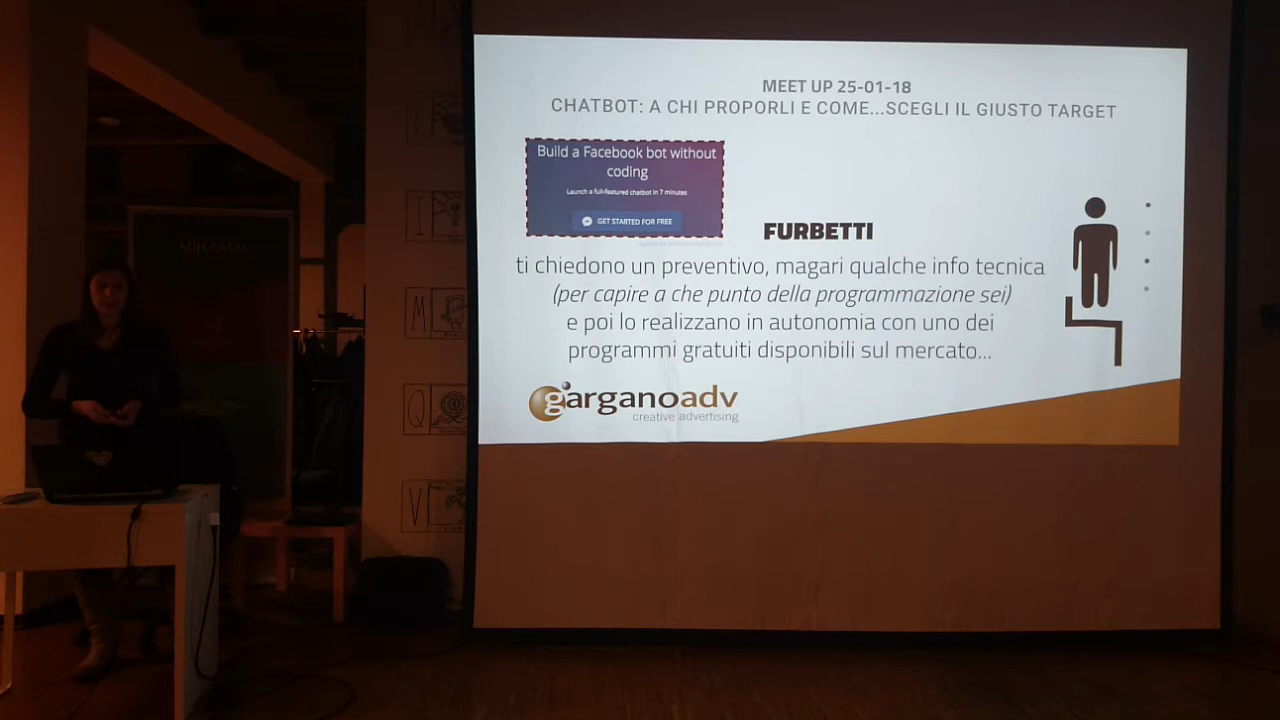 MEET UP 25-01-18
CHATBOT: A CHI PROPORLI E COME...SCEGLI IL GIUSTO TARGET
Build a Facebook bot without
coding
Launch a full-featured chatbot in 7 minutes
GET STARTED FOR FREE
FURBETTI
ti chiedono un preventivo, magari qualche info tecnica
(per capire a che punto della programmazione sei)
e poi lo realizzano in autonomia con uno dei
programmi gratuiti disponibili sul mercato...
garganoadv
creative advertising
I
M
Q
V